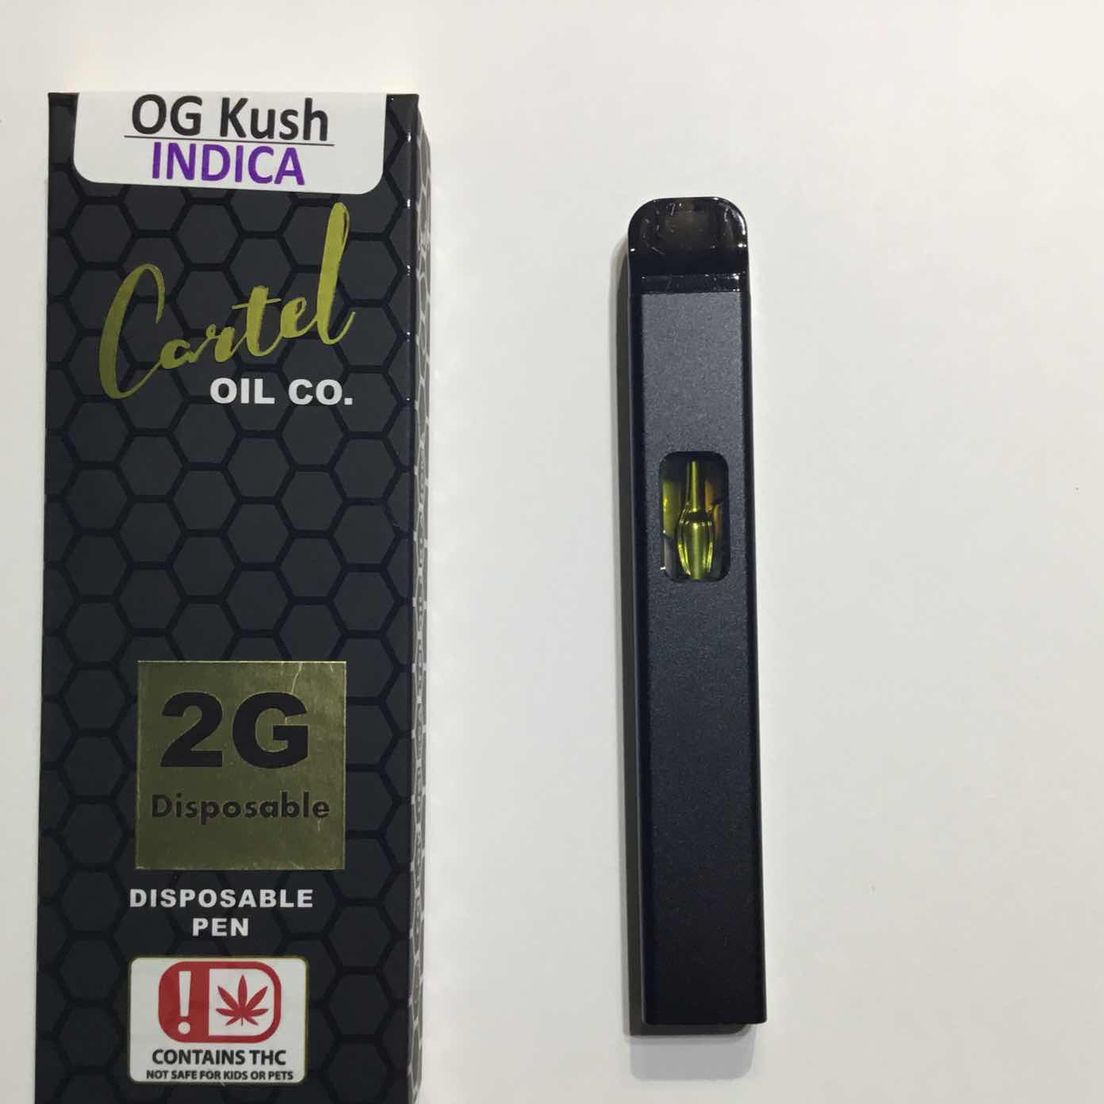 OG Kush
INDICA
Cartel
OIL CO.
2G
Disposable
DISPOSABLE
PEN
!
CONTAINS THC
NOT SAFE FOR KIDS OR PETS